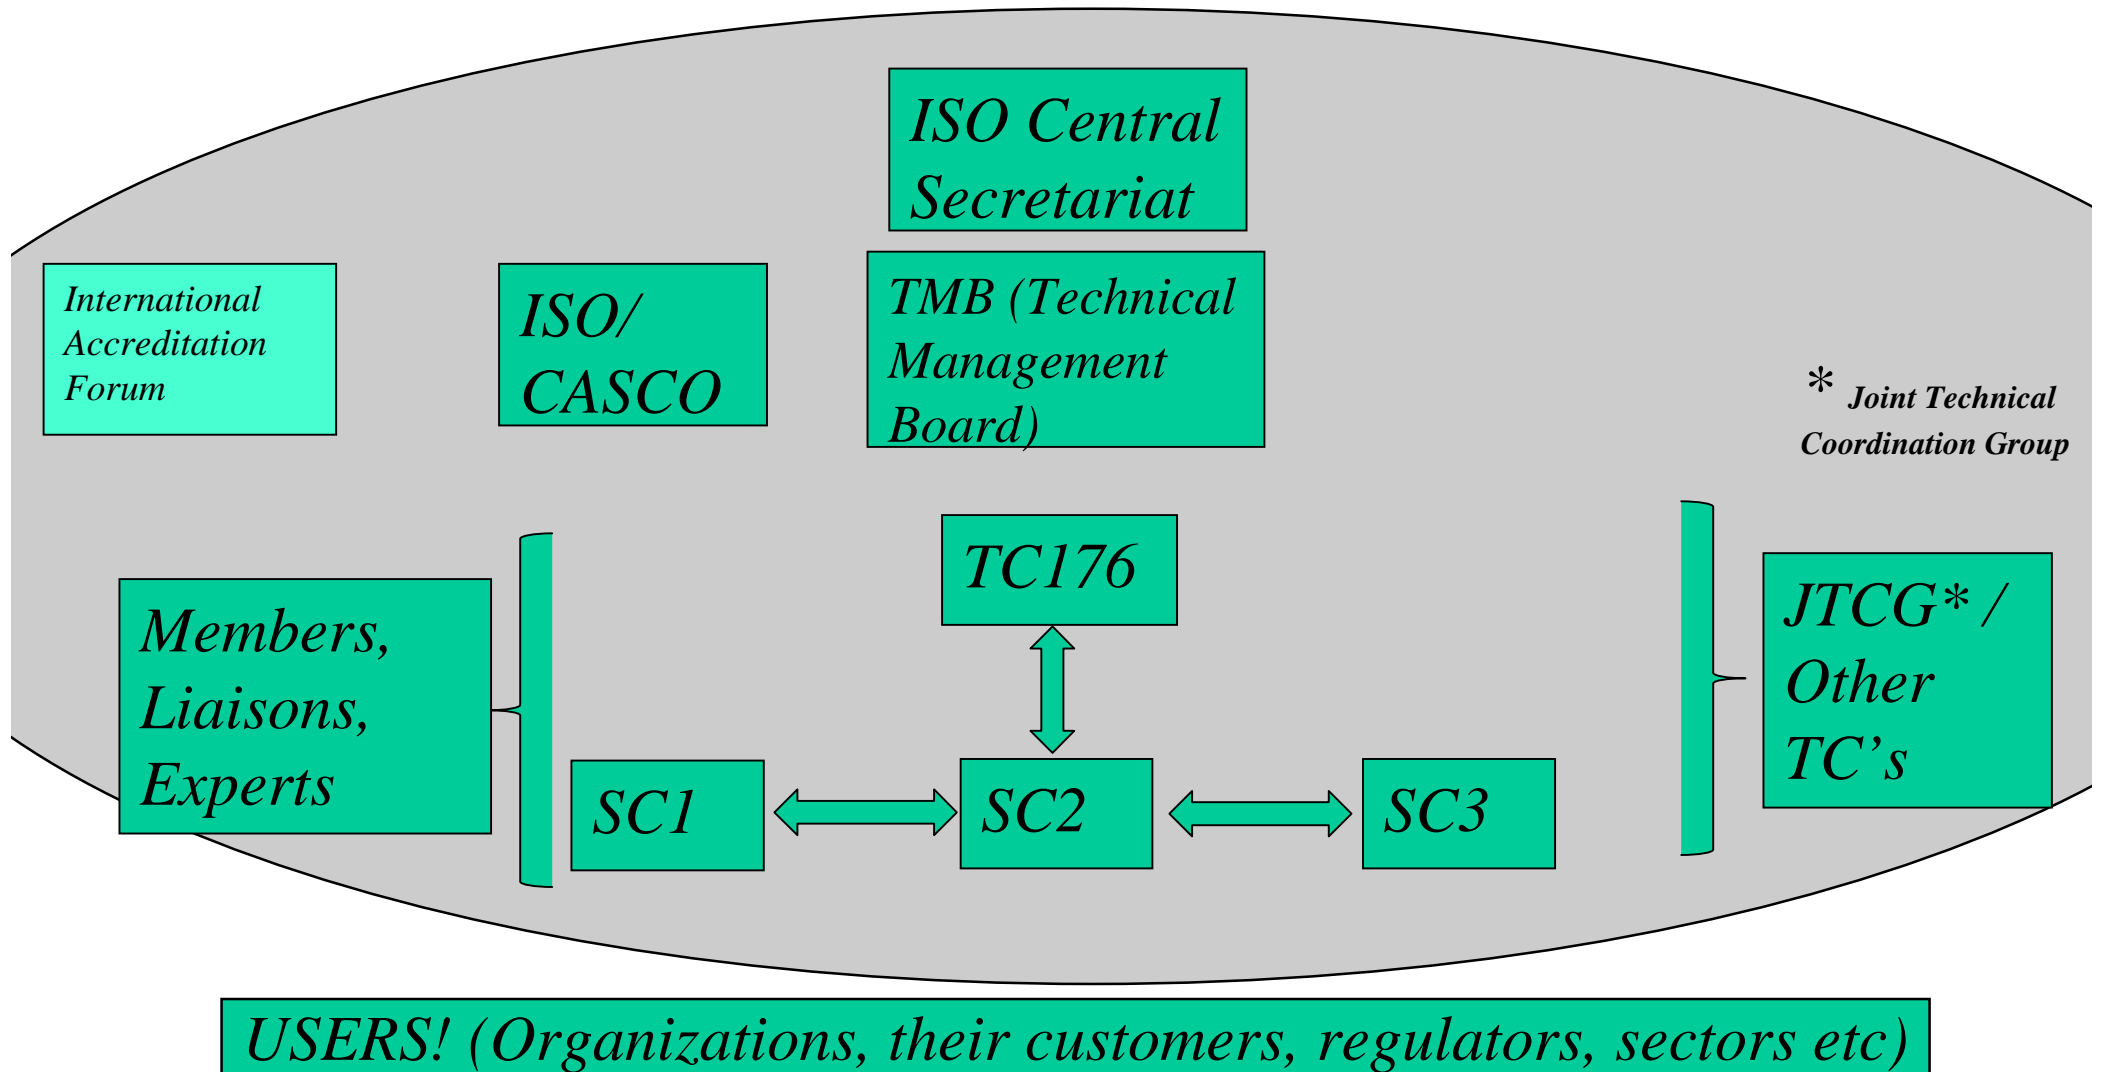 ISO Central
Secretariat
International
Accreditation
Forum
ISO/
CASCO
TMB (Technical
Management
Board)
* Joint Technical
Coordination Group
TC176
Members,
Liaisons,
Experts
JTCG* /
Other
TC’s
SC1
SC2
SC3
USERS! (Organizations, their customers, regulators, sectors etc)